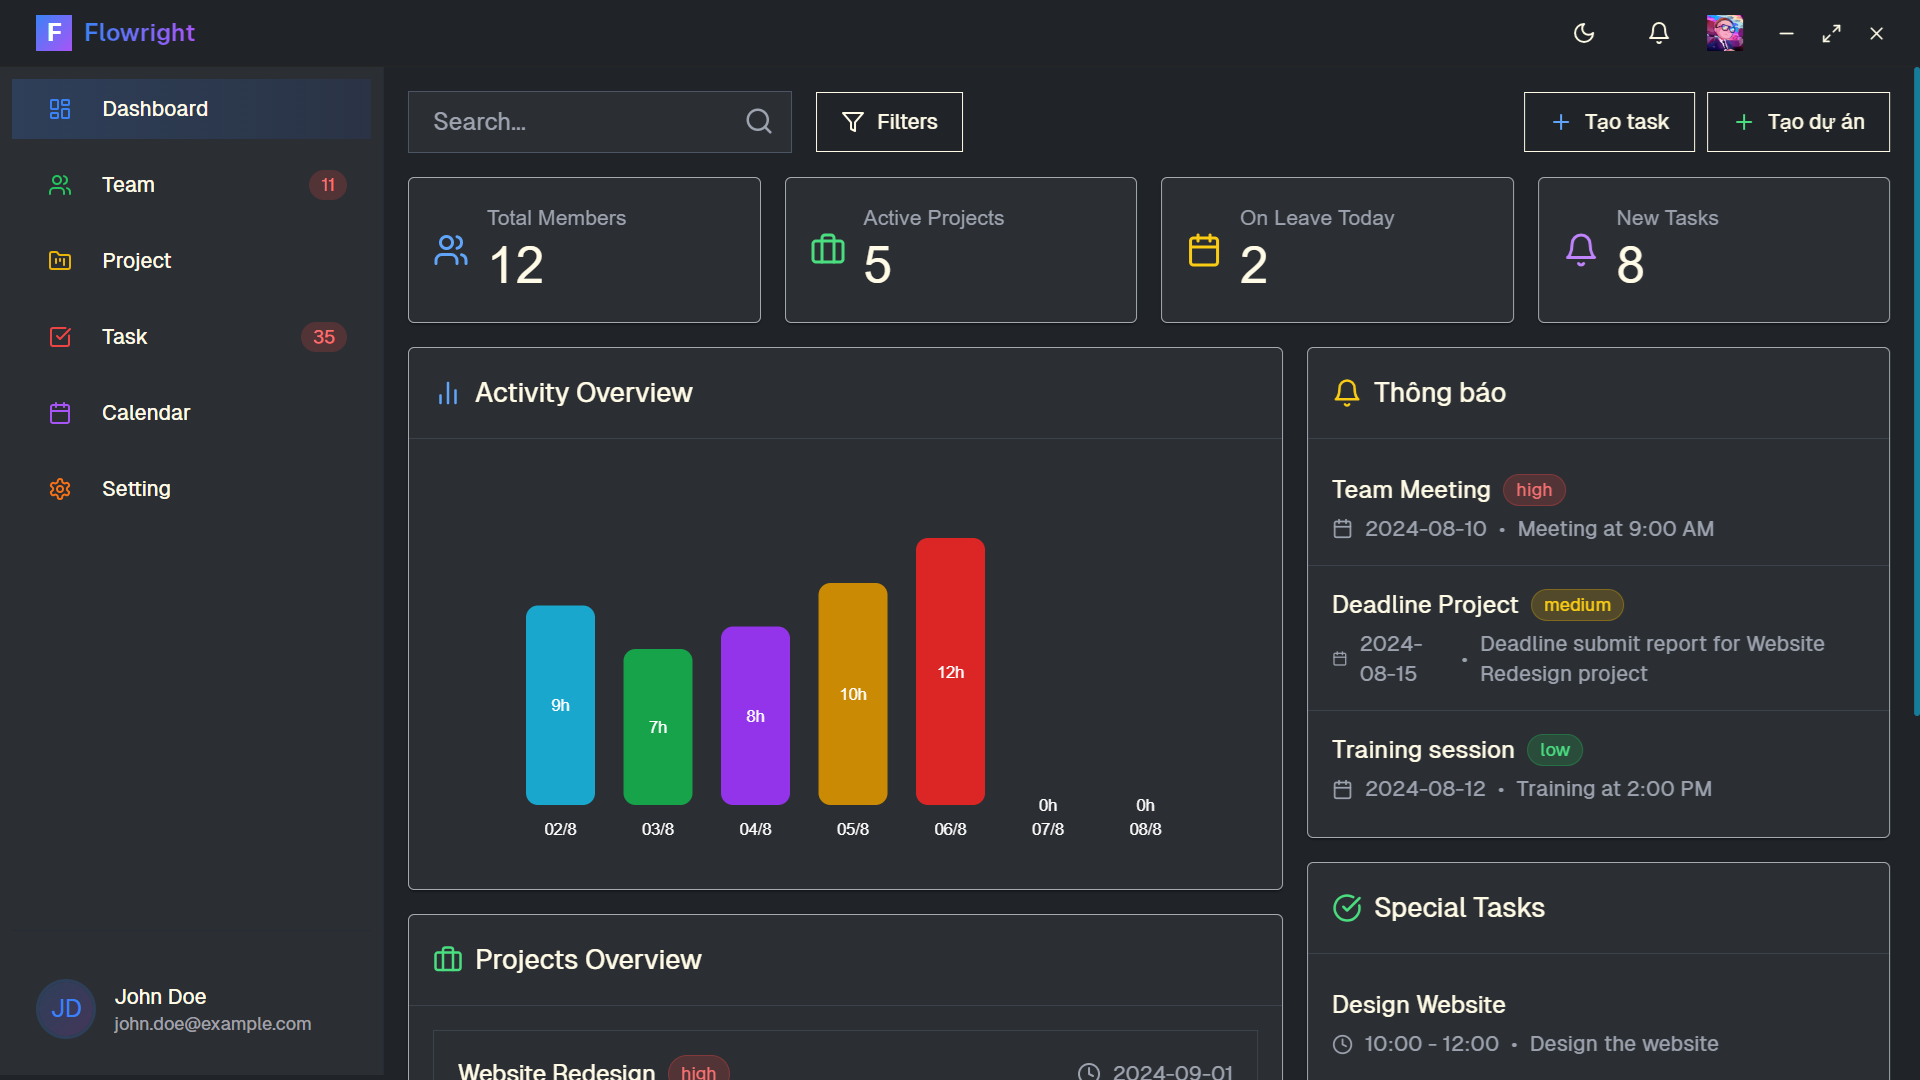 F Flowright
Dashboard
Team 11
Project
Task 35
Calendar
Setting
JD
John Doe
john.doe@example.com
Search...
Filters
Tạo task
Tạo dự án
Total Members
12
Active Projects
5
On Leave Today
2
New Tasks
8
Activity Overview
9h
7h
8h
10h
12h
0h
0h
02/8
03/8
04/8
05/8
06/8
07/8
08/8
Projects Overview
Website Redesign high
2024-09-01
Thông báo
Team Meeting high
2024-08-10 • Meeting at 9:00 AM
Deadline Project medium
2024-
08-15
• Deadline submit report for Website
Redesign project
Training session low
2024-08-12 • Training at 2:00 PM
Special Tasks
Design Website
10:00 - 12:00 • Design the website